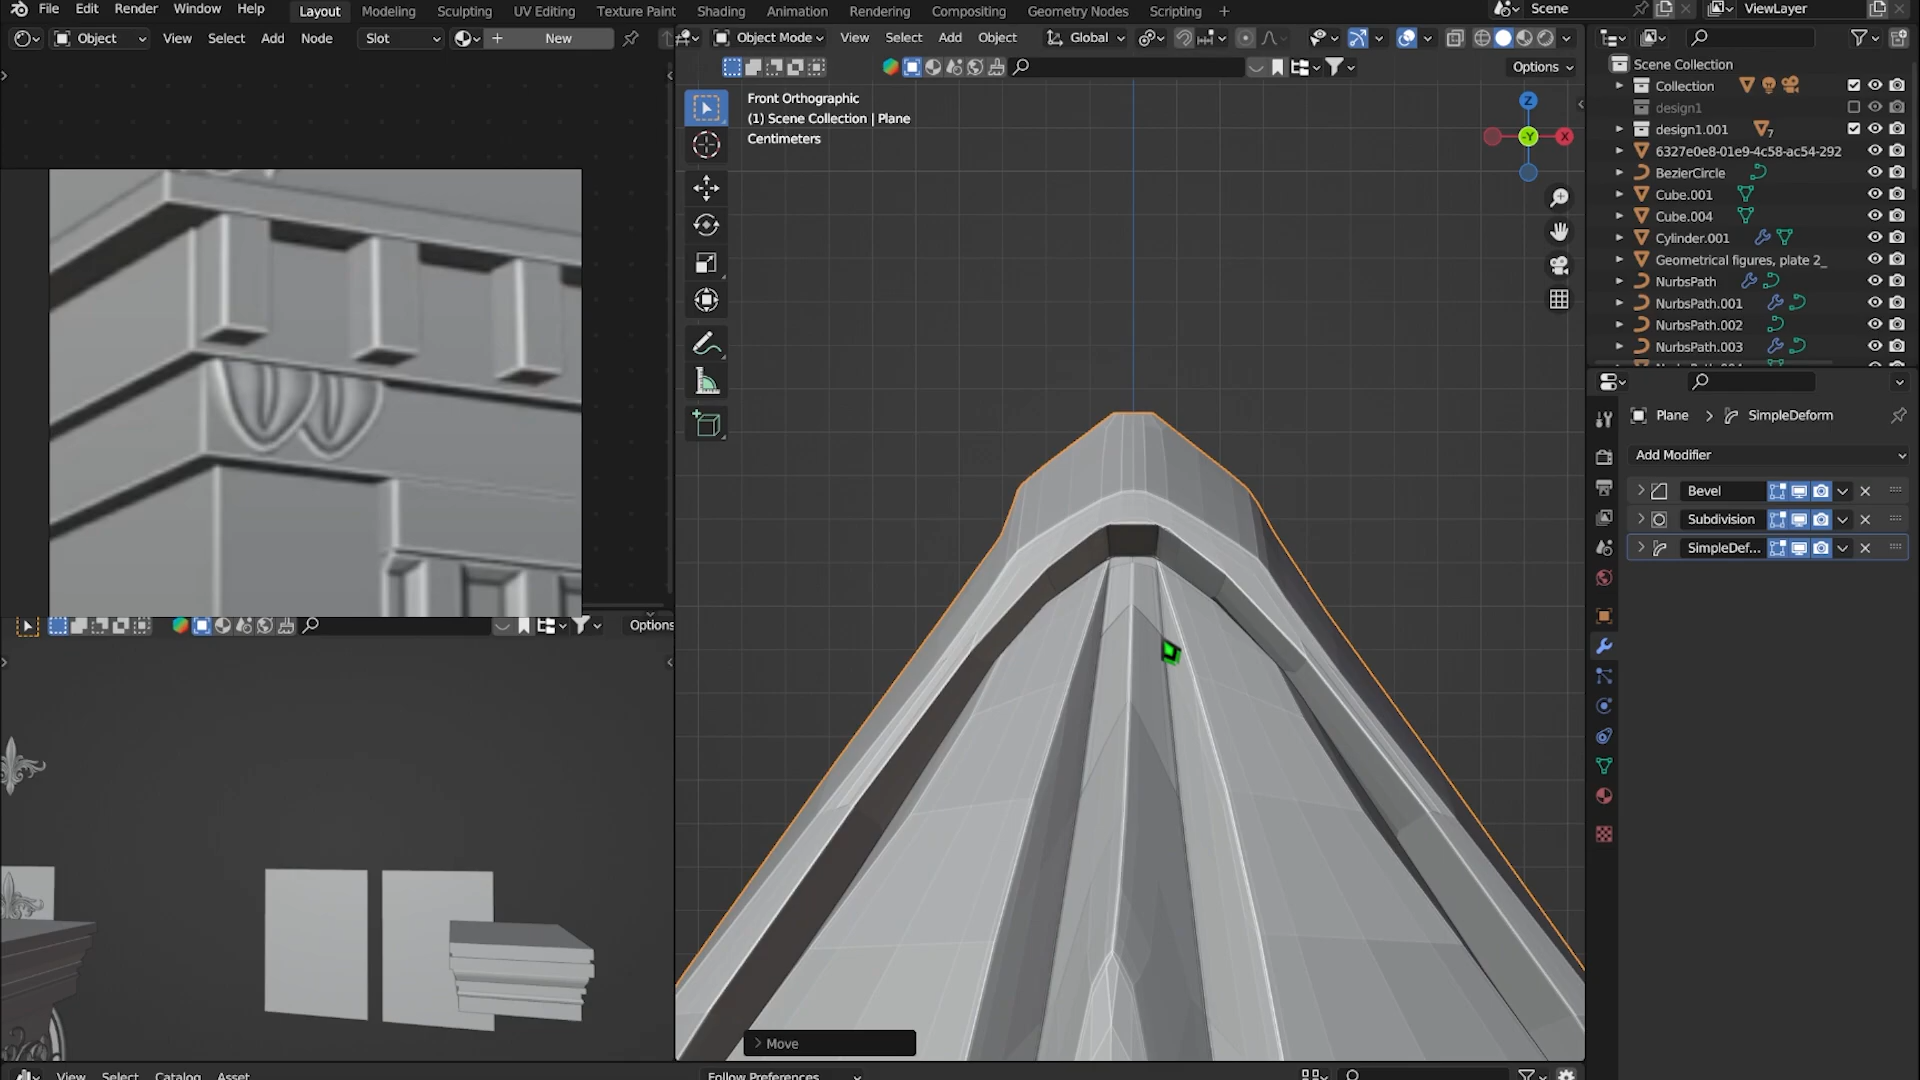 File Edit Render Window Help Layout Modeling Sculpting UV Editing Texture Paint Shading Animation Rendering Compositing Geometry Nodes Scripting + Scene ViewLayer
Object View Select Add Node Slot New Object Mode View Select Add Object Global
Options
Front Orthographic
(1) Scene Collection | Plane
Centimeters
Z
-Y
X
Scene Collection
Collection
design1
design1.001 7
6327e0e8-01e9-4c58-ac54-292
BezierCircle
Cube.001
Cube.004
Cylinder.001
Geometrical figures, plate 2_
NurbsPath
NurbsPath.001
NurbsPath.002
NurbsPath.003
Plane > SimpleDeform
Add Modifier
Bevel
Subdivision
SimpleDef...
Options
> Move
View Select Catalog Asset Follow Preferences